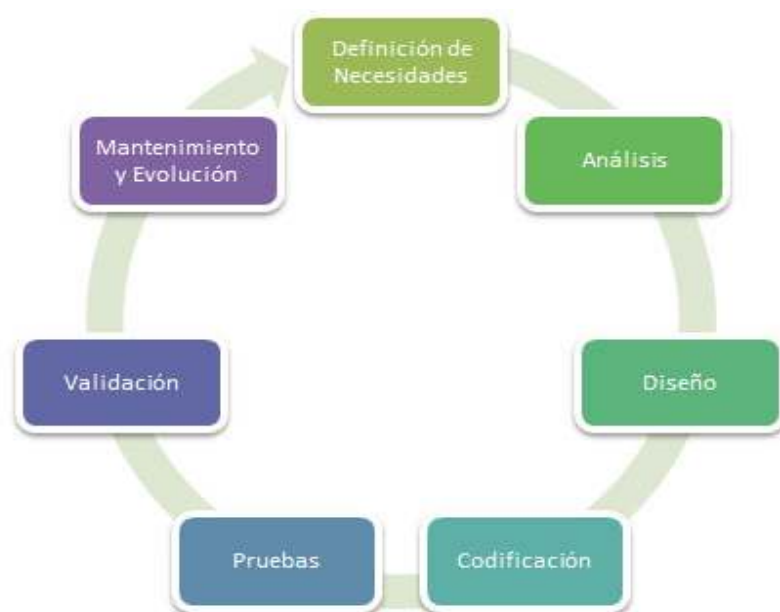 Definición de
Necesidades
Análisis
Diseño
Codificación
Pruebas
Validación
Mantenimiento
y Evolución